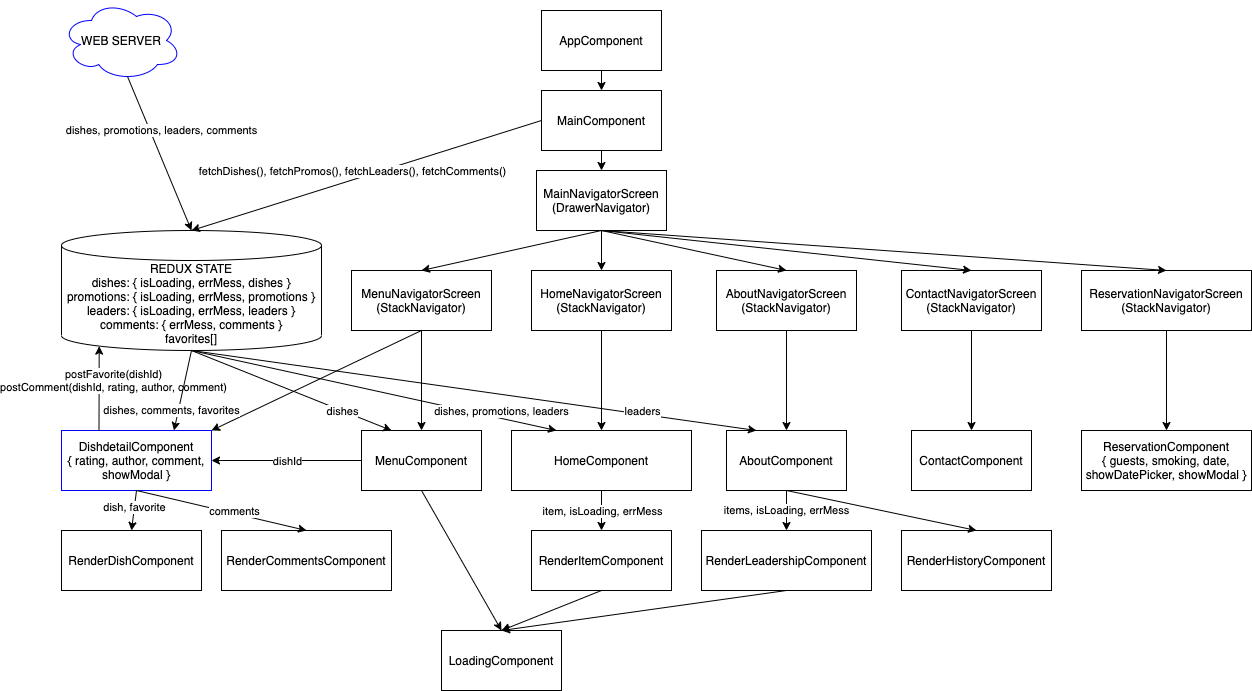 WEB SERVER
AppComponent
MainComponent
dishes, promotions, leaders, comments
fetchDishes(), fetchPromos(), fetchLeaders(), fetchComments()
MainNavigatorScreen
(DrawerNavigator)
REDUX STATE
dishes: { isLoading, errMess, dishes }
promotions: { isLoading, errMess, promotions }
leaders: { isLoading, errMess, leaders }
comments: { errMess, comments }
favorites[]
MenuNavigatorScreen
(StackNavigator)
HomeNavigatorScreen
(StackNavigator)
AboutNavigatorScreen
(StackNavigator)
ContactNavigatorScreen
(StackNavigator)
ReservationNavigatorScreen
(StackNavigator)
postFavorite(dishId)
postComment(dishId, rating, author, comment)
dishes, comments, favorites
dishes
dishes, promotions, leaders
leaders
DishdetailComponent
{ rating, author, comment,
showModal }
dishId
MenuComponent
HomeComponent
AboutComponent
ContactComponent
ReservationComponent
{ guests, smoking, date,
showDatePicker, showModal }
dish, favorite
comments
item, isLoading, errMess
items, isLoading, errMess
RenderDishComponent
RenderCommentsComponent
RenderItemComponent
RenderLeadershipComponent
RenderHistoryComponent
LoadingComponent